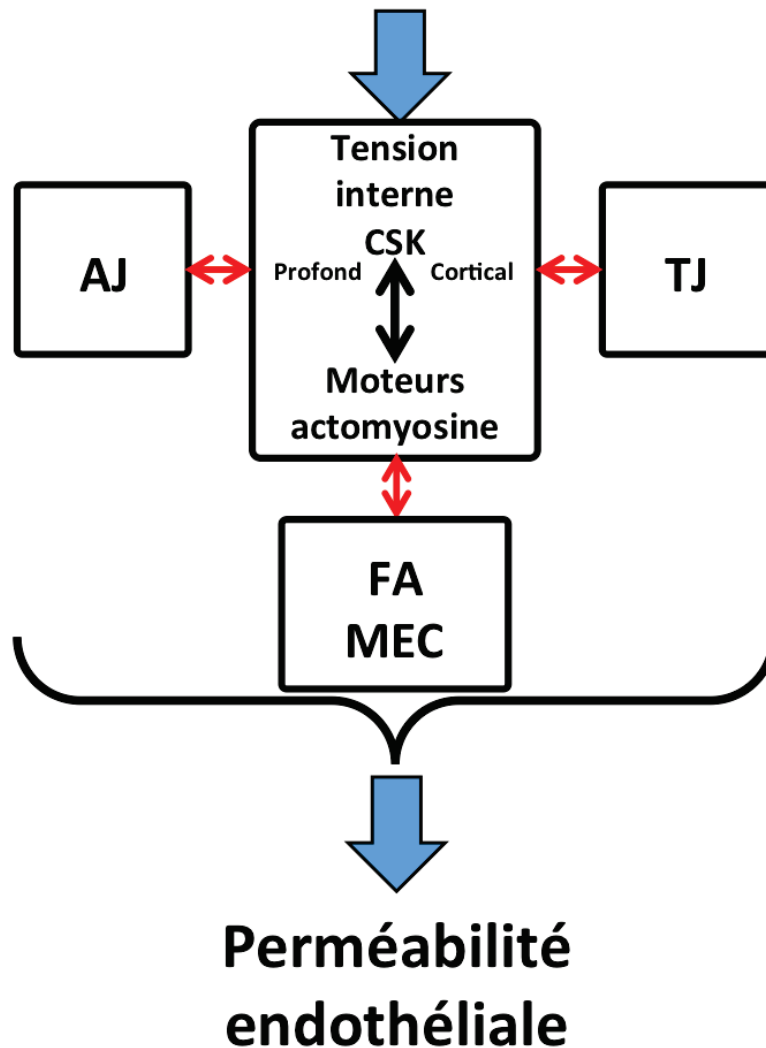 Tension
interne
AJ
CSK
Profond
Cortical
TJ
Moteurs
actomyosine
FA
MEC
Perméabilité
endothéliale